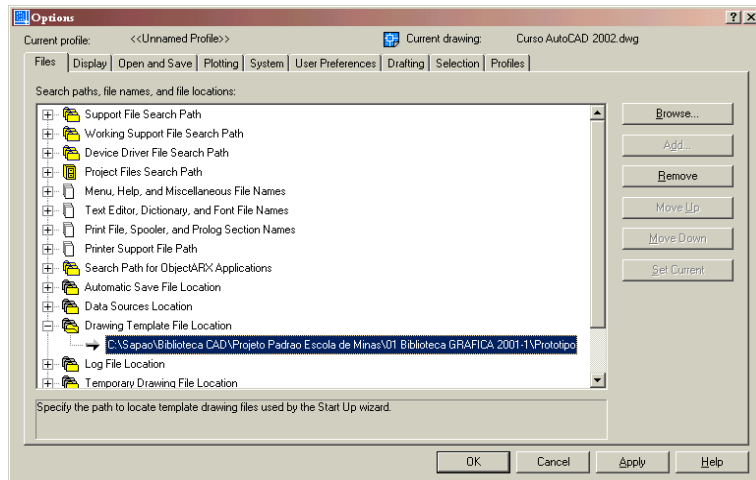 Options
Current profile: <<Unnamed Profile>> Current drawing: Curso AutoCAD 2002.dwg
Files Display Open and Save Plotting System User Preferences Drafting Selection Profiles
Search paths, file names, and file locations:
Support File Search Path
Working Support File Search Path
Device Driver File Search Path
Project Files Search Path
Menu, Help, and Miscellaneous File Names
Text Editor, Dictionary, and Font File Names
Print File, Spooler, and Prolog Section Names
Printer Support File Path
Search Path for ObjectARX Applications
Automatic Save File Location
Data Sources Location
Drawing Template File Location
C:\Sapao\Biblioteca CAD\Projeto Padrao Escola de Minas\01 Biblioteca GRAFICA 2001-1\Prototipo
Log File Location
Temporary Drawing File Location
Browse...
Add...
Remove
Move Up
Move Down
Set Current
Specify the path to locate template drawing files used by the Start Up wizard.
OK Cancel Apply Help